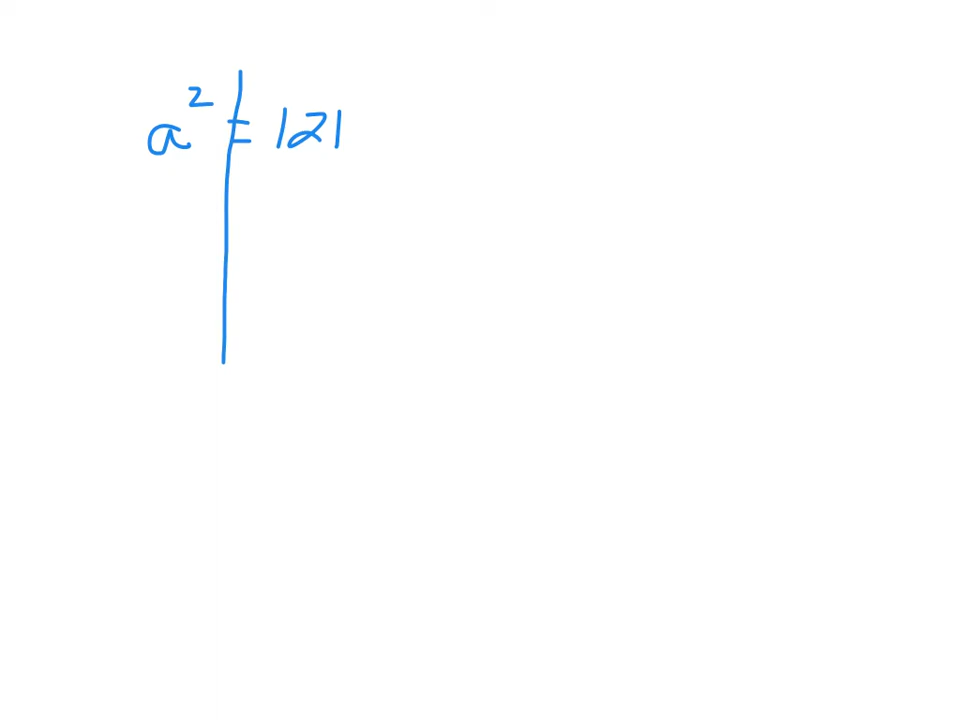 a² = 121